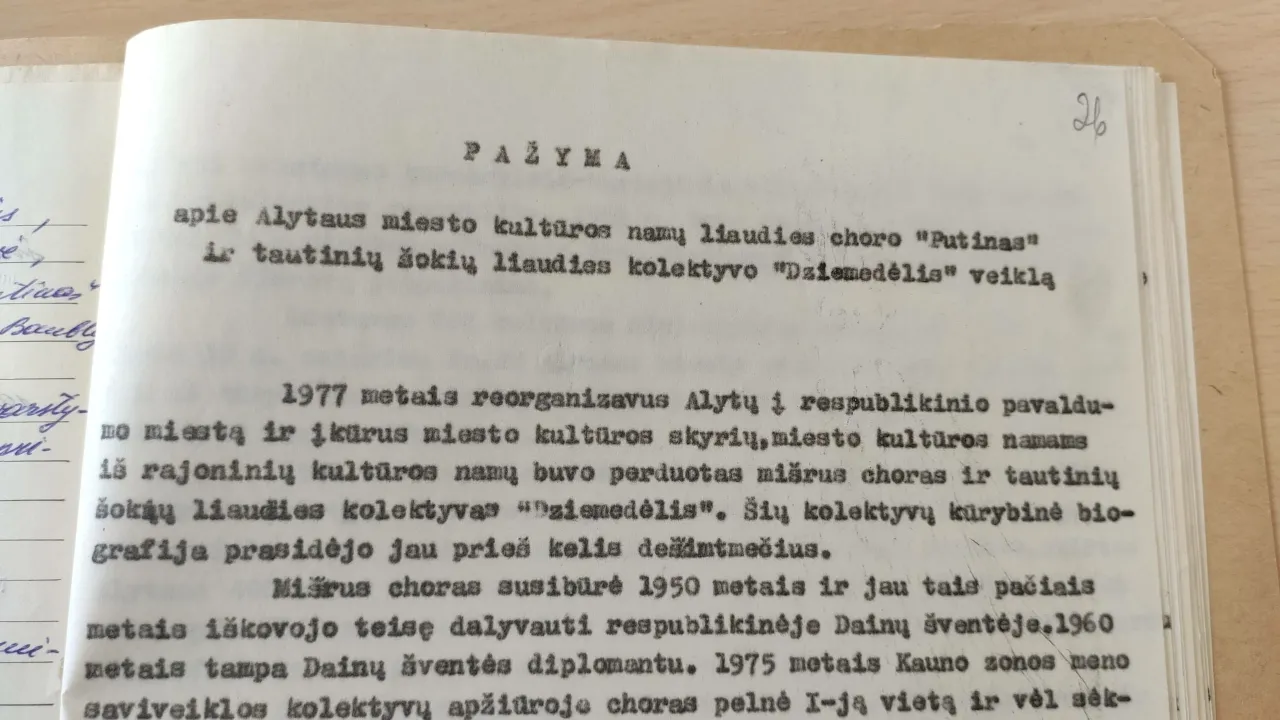 26
PAŽYMA
apie Alytaus miesto kultūros namų liaudies choro "Putinas"
ir tautinių šokių liaudies kolektyvo "Dziemedėlis" veiklą
1977 metais reorganizavus Alytų į respublikinio pavaldu-
mo miestą ir įkūrus miesto kultūros skyrių,miesto kultūros namams
iš rajoninių kultūros namų buvo perduotas mišrus choras ir tautinių
šokių liaudies kolektyvas "Dziemedėlis". Šių kolektyvų kūrybinė bio-
grafija prasidėjo jau prieš kelis dešimtmečius.
Mišrus choras susibūrė 1950 metais ir jau tais pačiais
metais iškovojo teisę dalyvauti respublikinėje Dainų šventėje.1960
metais tampa Dainų šventės diplomantu. 1975 metais Kauno zonos meno
saviveiklos kolektyvų apžiūroje choras pelnė I-ją vietą ir vėl sėk-